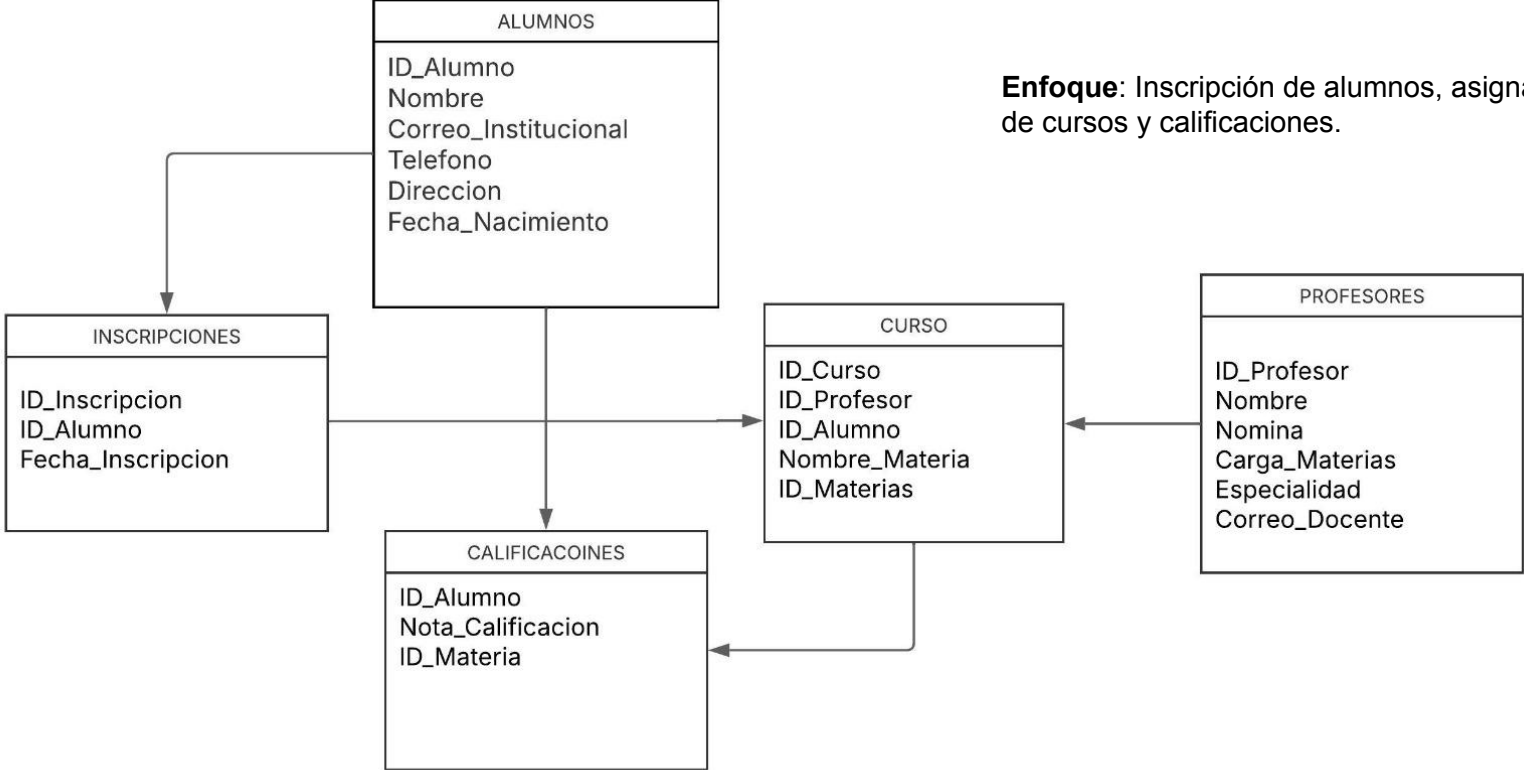 ALUMNOS
ID_Alumno
Nombre
Correo_Institucional
Telefono
Direccion
Fecha_Nacimiento
Enfoque: Inscripción de alumnos,
de cursos y calificaciones.
INSCRIPCIONES
ID_Inscripcion
ID_Alumno
Fecha_Inscripcion
CURSO
ID_Curso
ID_Profesor
ID_Alumno
Nombre_Materia
ID_Materias
PROFESORES
ID_Profesor
Nombre
Nomina
Carga_Materias
Especialidad
Correo_Docente
CALIFICACOINES
ID_Alumno
Nota_Calificacion
ID_Materia